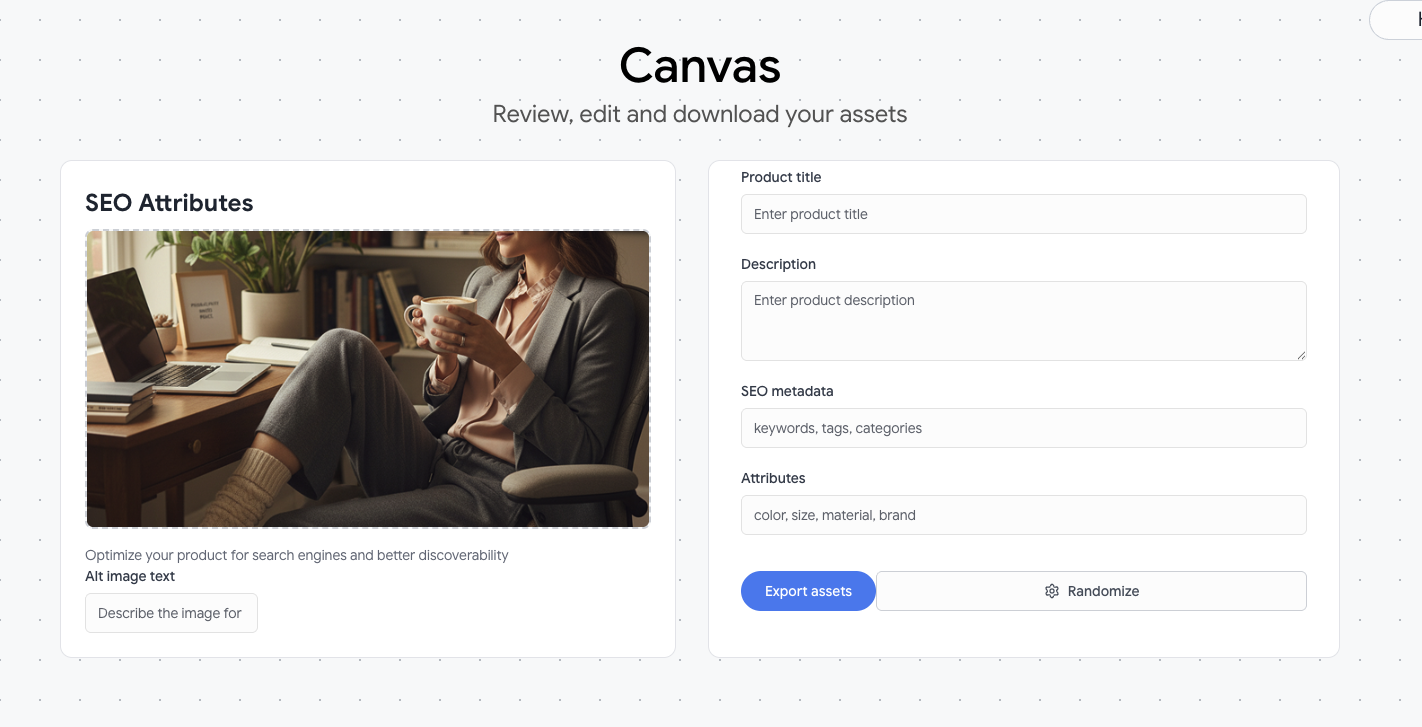 Canvas
Review, edit and download your assets
SEO Attributes
Optimize your product for search engines and better discoverability
Alt image text
Describe the image for
Product title
Enter product title
Description
Enter product description
SEO metadata
keywords, tags, categories
Attributes
color, size, material, brand
Export assets
Randomize